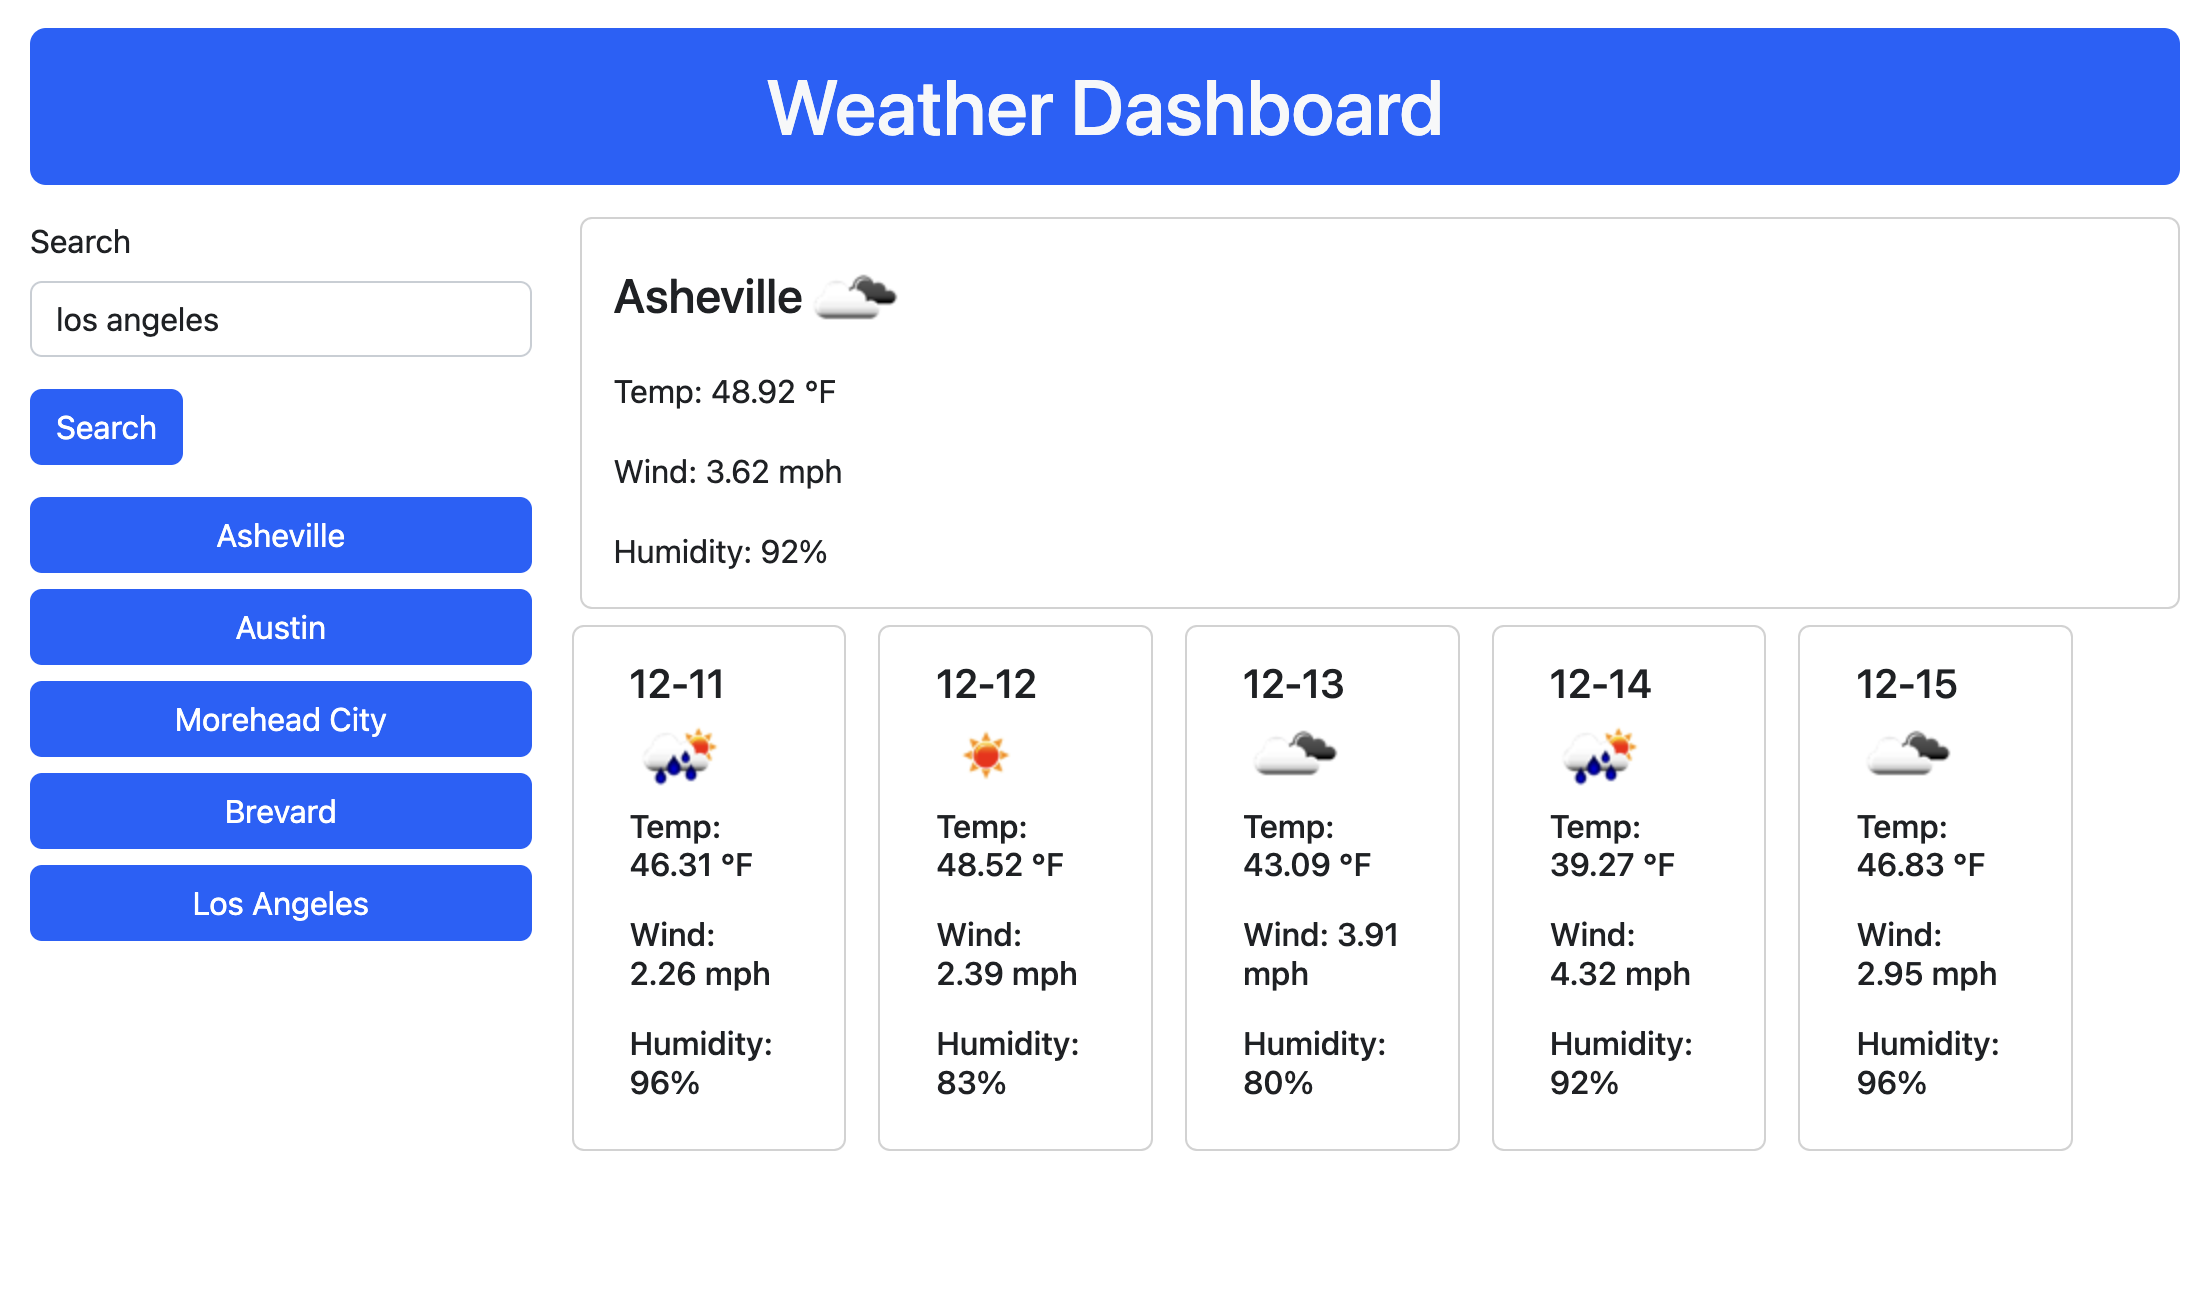 Weather Dashboard
Search
los angeles
Search
Asheville
Austin
Morehead City
Brevard
Los Angeles
Asheville
Temp: 48.92 °F
Wind: 3.62 mph
Humidity: 92%
12-11
Temp:
46.31 °F
Wind:
2.26 mph
Humidity:
96%
12-12
Temp:
48.52 °F
Wind:
2.39 mph
Humidity:
83%
12-13
Temp:
43.09 °F
Wind: 3.91
mph
Humidity:
80%
12-14
Temp:
39.27 °F
Wind:
4.32 mph
Humidity:
92%
12-15
Temp:
46.83 °F
Wind:
2.95 mph
Humidity:
96%